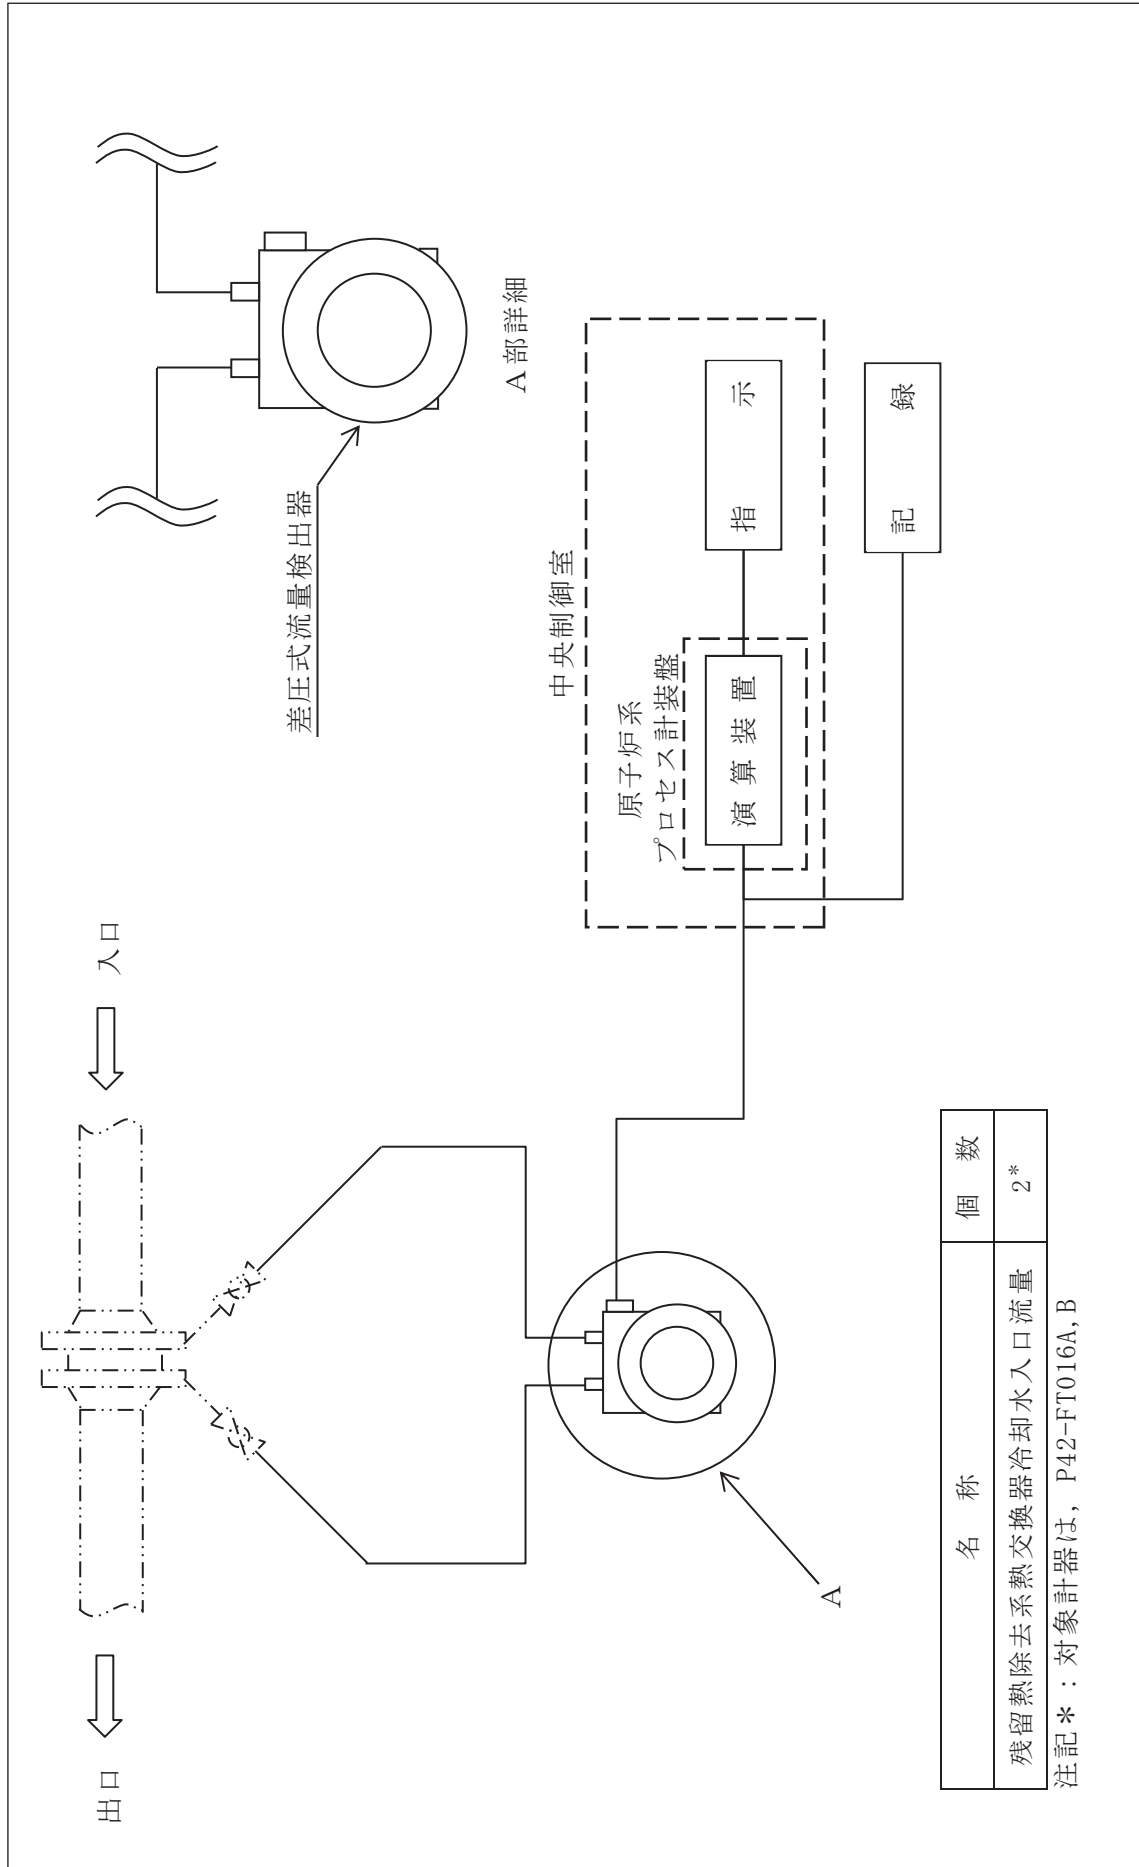 出口
入口
差圧式流量検出器
A部詳細
A
中央制御室
原子炉系
プロセス計装盤
演算装置
指示
記録
名称 個数
残留熱除去系熱交換器冷却水入口流量 2*
注記*：対象計器は，P42-FT016A,B